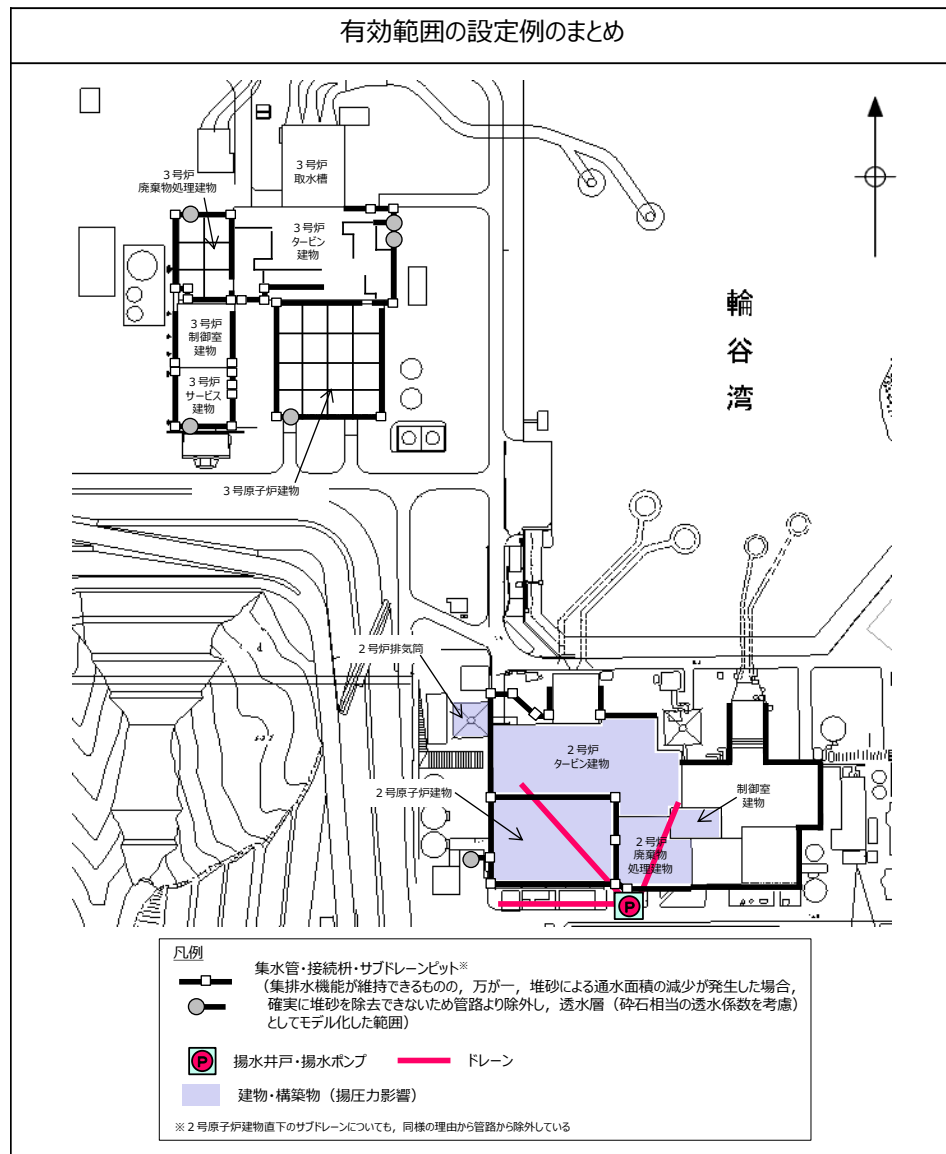 有効範囲の設定例のまとめ
3号炉
取水槽
3号炉
廃棄物処理建物
3号炉
タービン
建物
輪谷湾
3号炉
制御室
建物
3号炉
サービス
建物
3号原子炉建物
2号炉排気筒
2号炉
タービン建物
2号原子炉建物
制御室
建物
2号炉
廃棄物
処理建物
P
凡例
集水管・接続枡・サブドレーンピット※
(集排水機能が維持できるものの,万が一,堆砂による通水面積の減少が発生した場合,
確実に堆砂を除去できないため管路より除外し,透水層(砕石相当の透水係数を考慮)
としてモデル化した範囲)
P 揚水井戸・揚水ポンプ ドレーン
建物・構築物(揚圧力影響)
※2号原子炉建物直下のサブドレーンについても,同様の理由から管路から除外している